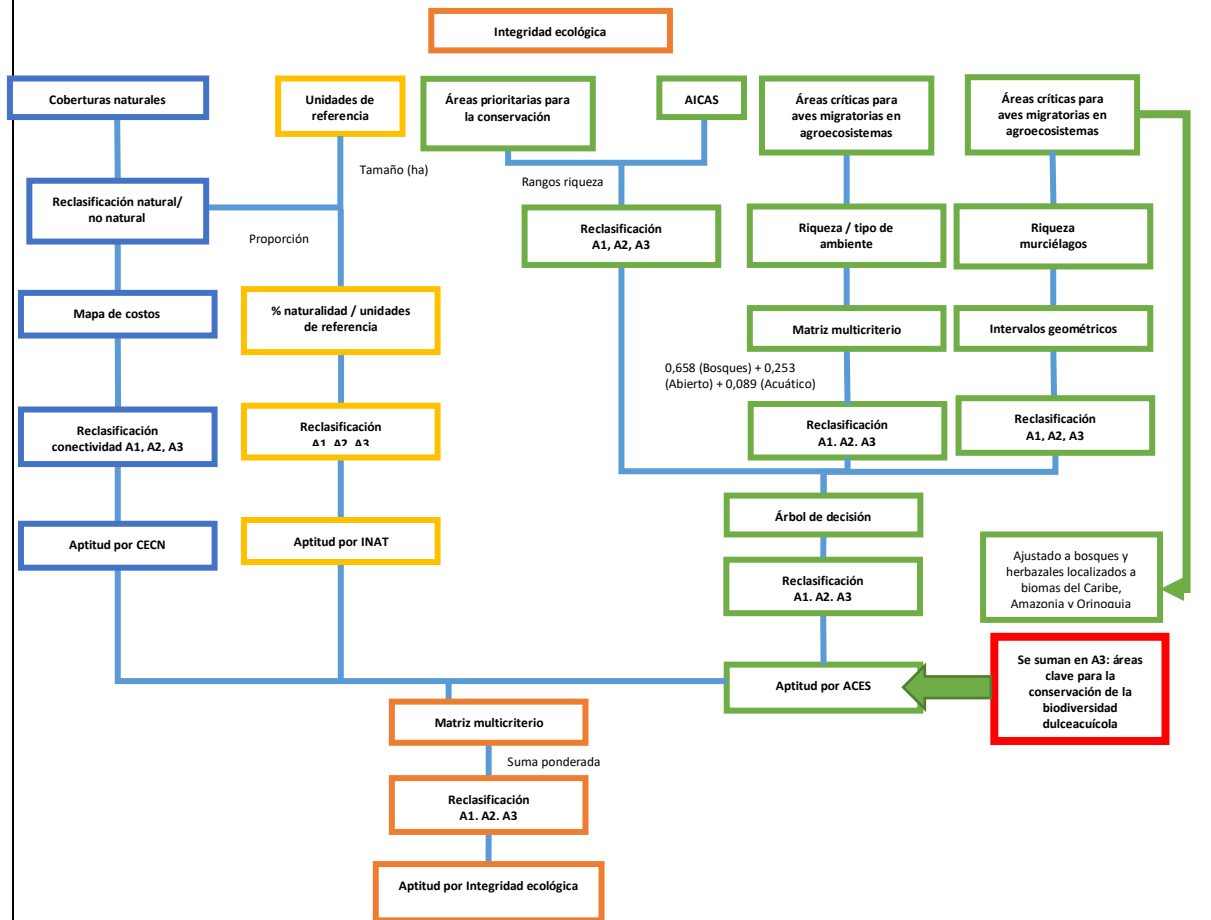 Integridad ecológica
Coberturas naturales
Unidades de
referencia
Áreas prioritarias para
la conservación
AICAS
Áreas críticas para
aves migratorias en
agroecosistemas
Áreas críticas para
aves migratorias en
agroecosistemas
Tamaño (ha)
Rangos riqueza
Reclasificación natural/
no natural
Proporción
Reclasificación
A1, A2, A3
Riqueza / tipo de
ambiente
Riqueza
murciélagos
Mapa de costos
% naturalidad / unidades
de referencia
Matriz multicriterio
Intervalos geométricos
0,658 (Bosques) + 0,253
(Abierto) + 0,089 (Acuático)
Reclasificación
conectividad A1, A2, A3
Reclasificación
A1. A2. A3
Reclasificación
A1. A2. A3
Reclasificación
A1, A2, A3
Árbol de decisión
Aptitud por CECN
Aptitud por INAT
Reclasificación
A1. A2. A3
Ajustado a bosques y
herbazales localizados a
biomas del Caribe,
Amazonia y Orinoquia
Aptitud por ACES
Se suman en A3: áreas
clave para la
conservación de la
biodiversidad
dulceacuícola
Matriz multicriterio
Suma ponderada
Reclasificación
A1. A2. A3
Aptitud por Integridad ecológica